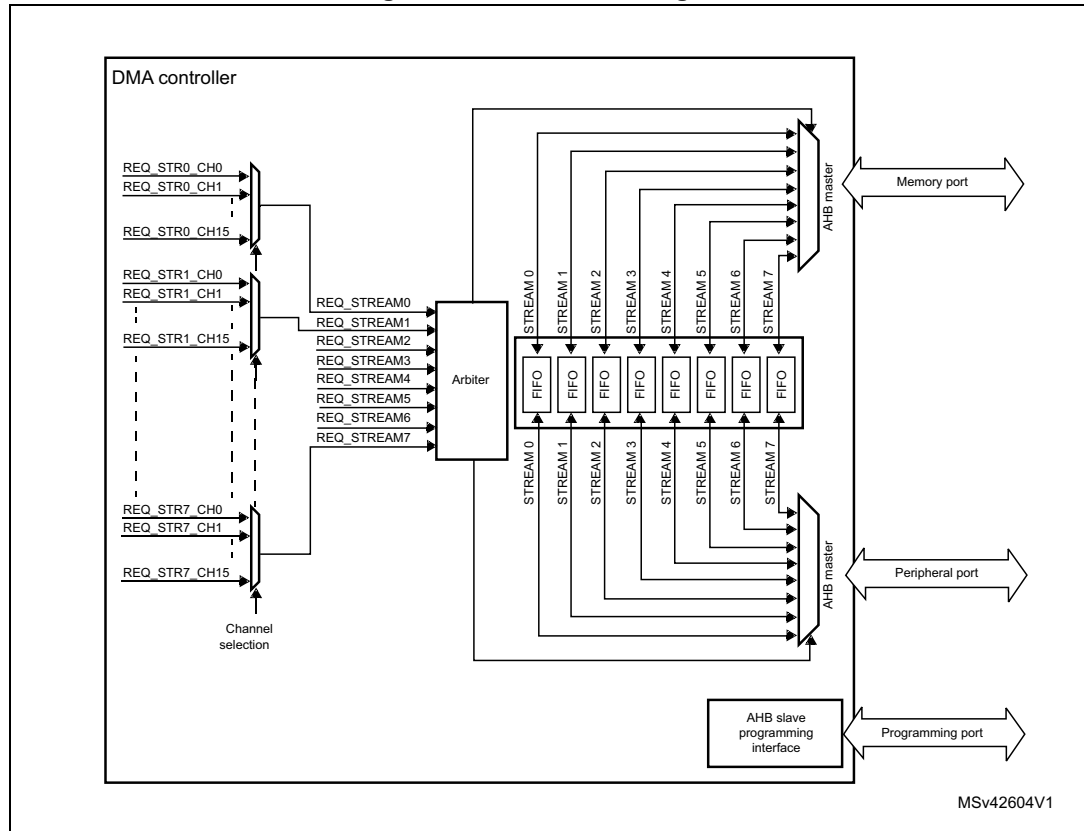 DMA controller
REQ_STR0_CH0
REQ_STR0_CH1
REQ_STR0_CH15
REQ_STR1_CH0
REQ_STR1_CH1
REQ_STR1_CH15
REQ_STR7_CH0
REQ_STR7_CH1
REQ_STR7_CH15
Channel
selection
REQ_STREAM0
REQ_STREAM1
REQ_STREAM2
REQ_STREAM3
REQ_STREAM4
REQ_STREAM5
REQ_STREAM6
REQ_STREAM7
Arbiter
STREAM 0
STREAM 1
STREAM 2
STREAM 3
STREAM 4
STREAM 5
STREAM 6
STREAM 7
FIFO
FIFO
FIFO
FIFO
FIFO
FIFO
FIFO
FIFO
STREAM 0
STREAM 1
STREAM 2
STREAM 3
STREAM 4
STREAM 5
STREAM 6
STREAM 7
AHB master
Memory port
AHB master
Peripheral port
AHB slave
programming
interface
Programming port
MSv42604V1